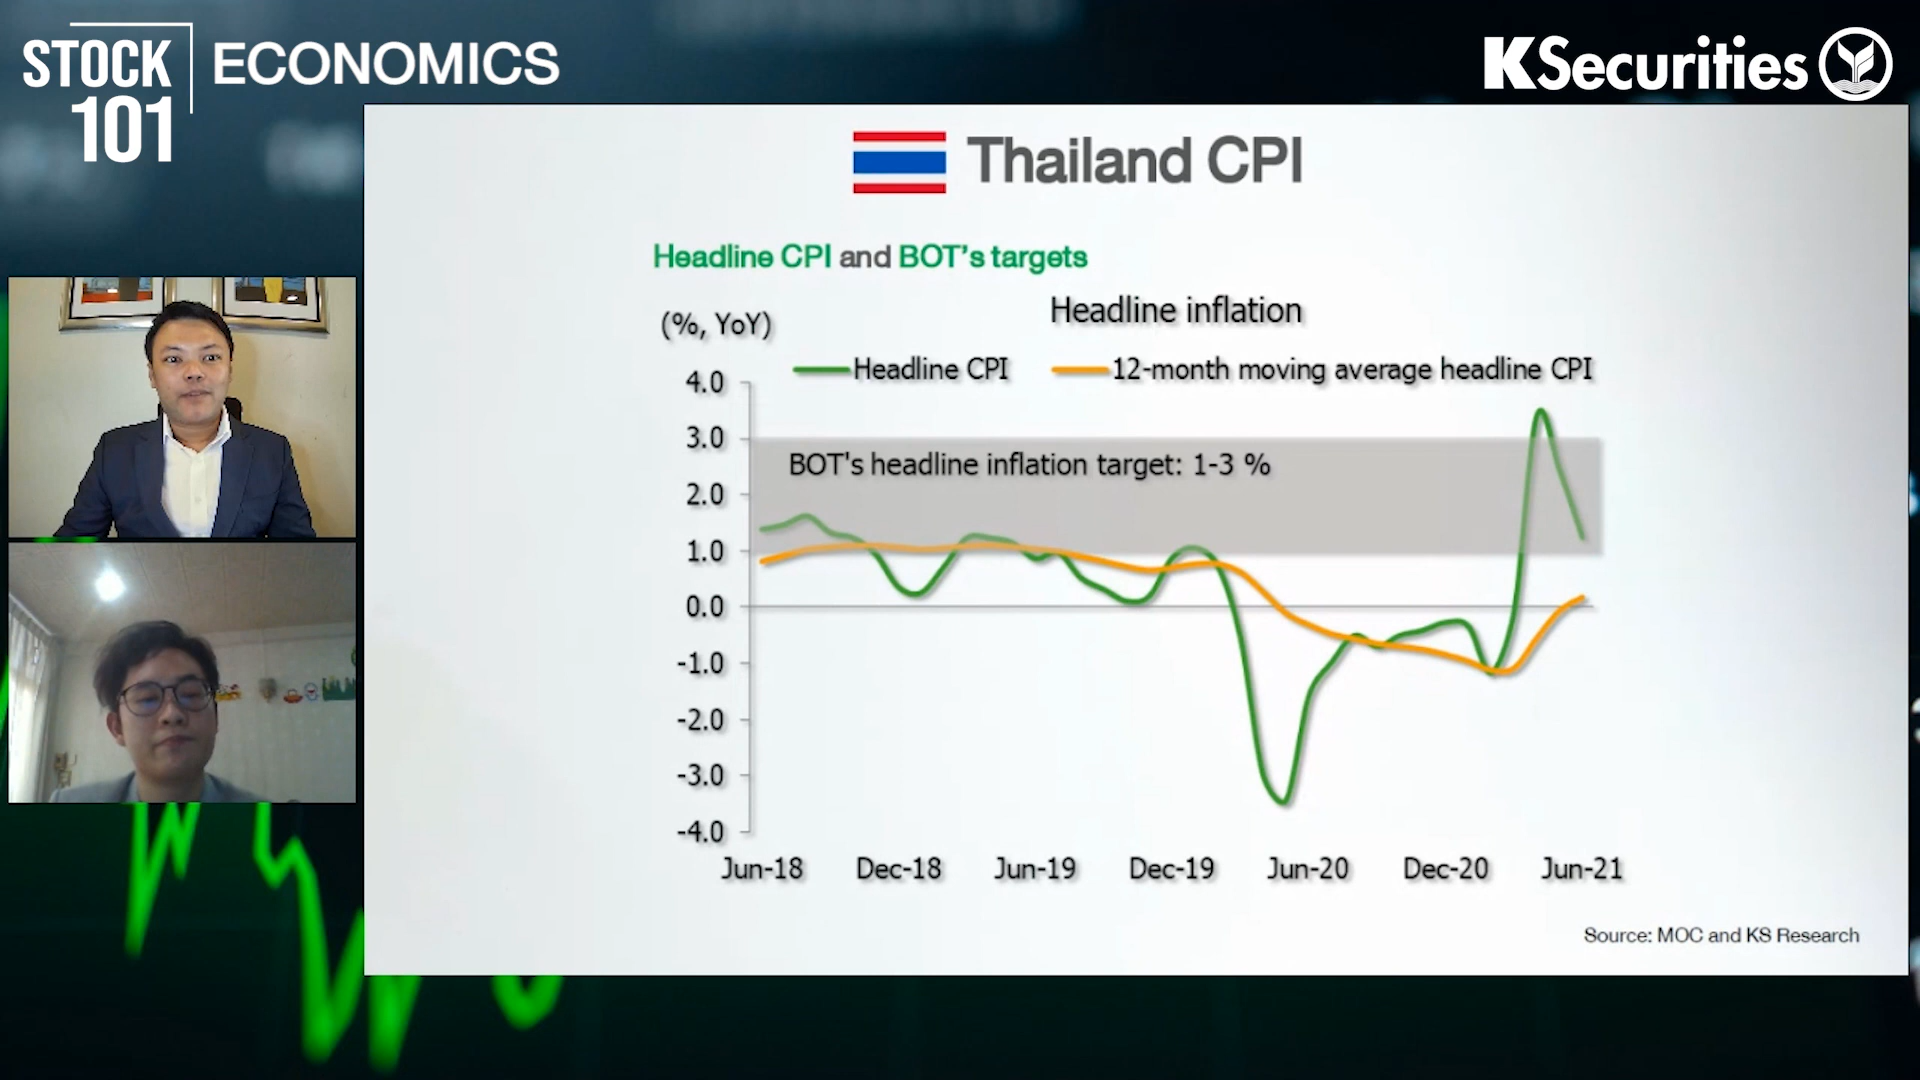 STOCK
101
ECONOMICS
KSecurities
Thailand CPI
Headline CPI and BOT's targets
Headline inflation
(%, YoY)
Headline CPI
12-month moving average headline CPI
BOT's headline inflation target: 1-3 %
4.0
3.0
2.0
1.0
0.0
-1.0
-2.0
-3.0
-4.0
Jun-18 Dec-18 Jun-19 Dec-19 Jun-20 Dec-20 Jun-21
Source: MOC and KS Research